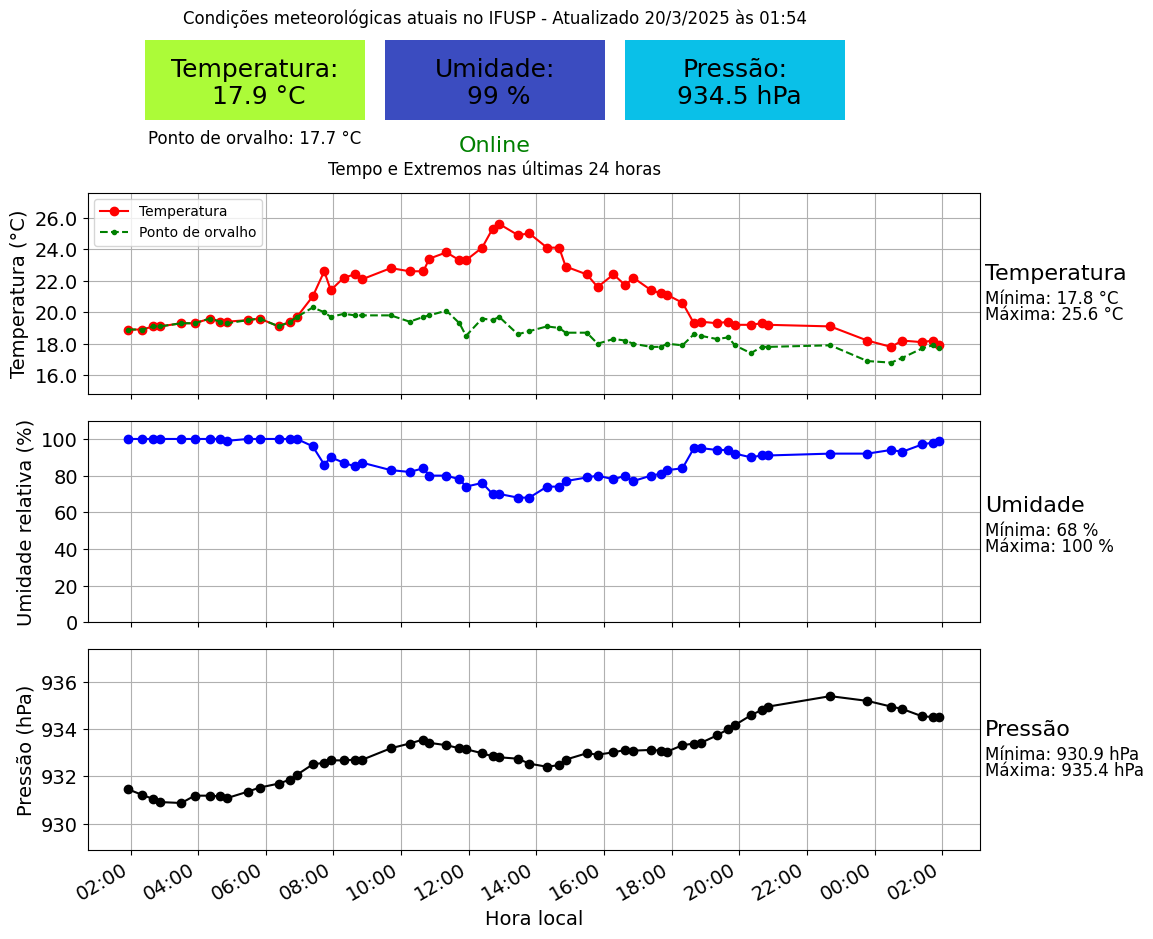 Condições meteorológicas atuais no IFUSP - Atualizado 20/3/2025 às 01:54
Temperatura:
17.9 °C
Umidade:
99 %
Pressão:
934.5 hPa
Ponto de orvalho: 17.7 °C
Online
Tempo e Extremos nas últimas 24 horas
Temperatura (°C)
26.0
24.0
22.0
20.0
18.0
16.0
Temperatura
Ponto de orvalho
Temperatura
Mínima: 17.8 °C
Máxima: 25.6 °C
Umidade relativa (%)
100
80
60
40
20
0
Umidade
Mínima: 68 %
Máxima: 100 %
Pressão (hPa)
936
934
932
930
Pressão
Mínima: 930.9 hPa
Máxima: 935.4 hPa
02:00
04:00
06:00
08:00
10:00
12:00
14:00
16:00
18:00
20:00
22:00
00:00
02:00
Hora local